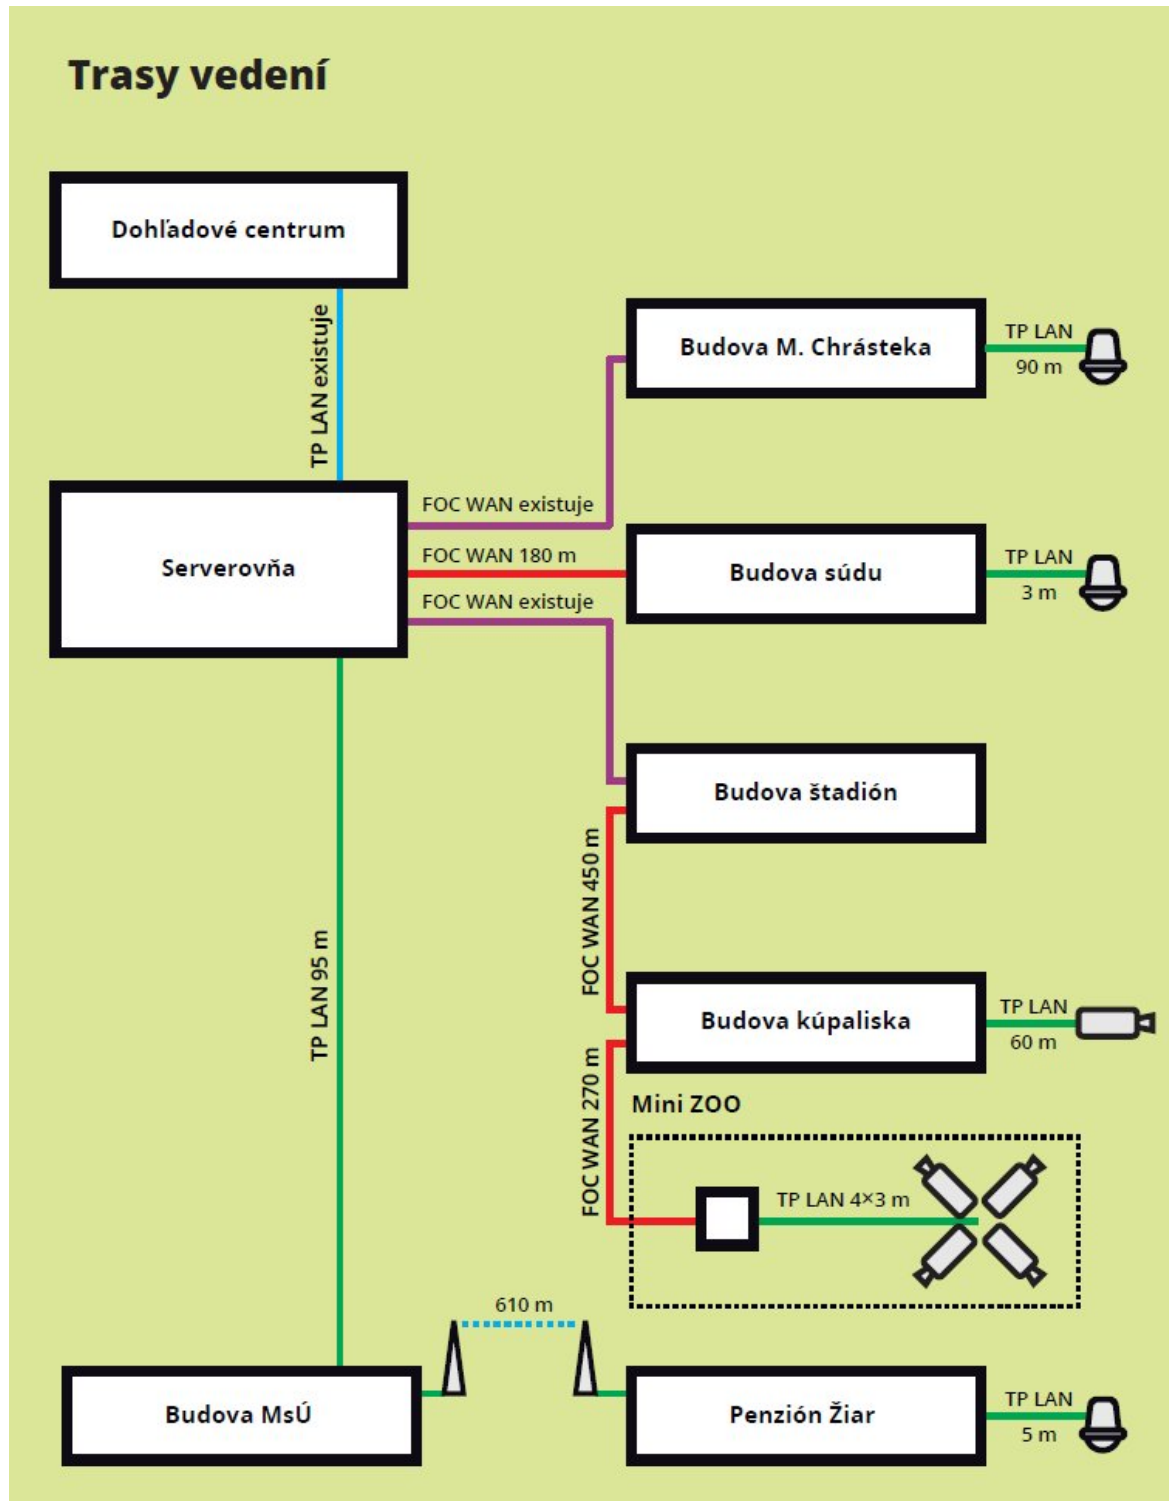 Trasy vedení
Dohľadové centrum
TP LAN existuje
Budova M. Chrásteka
TP LAN
90 m
Serverovňa
FOC WAN existuje
FOC WAN 180 m
FOC WAN existuje
Budova súdu
TP LAN
3 m
Budova štadión
FOC WAN 450 m
TP LAN 95 m
Budova kúpaliska
TP LAN
60 m
FOC WAN 270 m
Mini ZOO
TP LAN 4×3 m
610 m
Budova MsÚ
Penzión Žiar
TP LAN
5 m